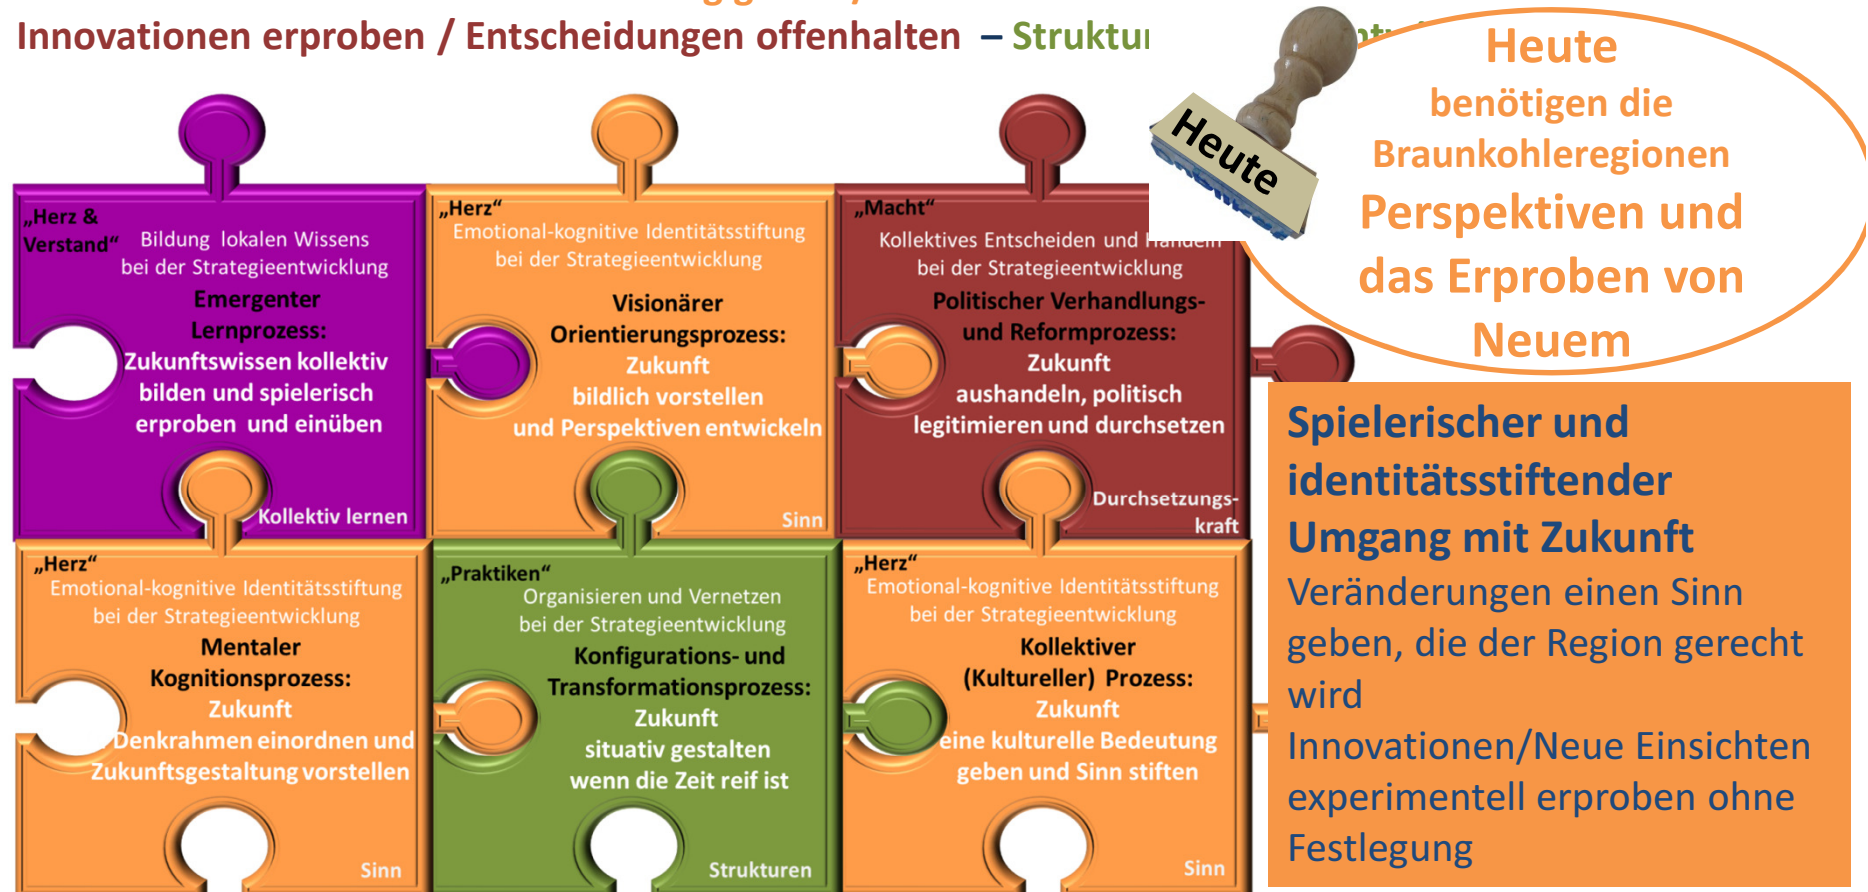 Innovationen erproben / Entscheidungen offenhalten –
Heute
Heute
benötigen die
Braunkohleregionen
Perspektiven und
das Erproben von
Neuem
„Herz &
Verstand“
Bildung lokalen Wissens
bei der Strategieentwicklung
Emergenter
Lernprozess:
Zukunftswissen kollektiv
bilden und spielerisch
erproben und einüben
Kollektiv lernen
„Herz“
Emotional-kognitive Identitätsstiftung
bei der Strategieentwicklung
Visionärer
Orientierungsprozess:
Zukunft
bildlich vorstellen
und Perspektiven entwickeln
Sinn
„Macht“
Kollektives Entscheiden und Handeln
bei der Strategieentwicklung
Politischer Verhandlungs-
und Reformprozess:
Zukunft
aushandeln, politisch
legitimieren und durchsetzen
Durchsetzungs-
kraft
„Herz“
Emotional-kognitive Identitätsstiftung
bei der Strategieentwicklung
Mentaler
Kognitionsprozess:
Zukunft
Denkrahmen einordnen und
Zukunftsgestaltung vorstellen
Sinn
„Praktiken“
Organisieren und Vernetzen
bei der Strategieentwicklung
Konfigurations- und
Transformationsprozess:
Zukunft
situativ gestalten
wenn die Zeit reif ist
Strukturen
„Herz“
Emotional-kognitive Identitätsstiftung
bei der Strategieentwicklung
Kollektiver
(Kultureller) Prozess:
Zukunft
eine kulturelle Bedeutung
geben und Sinn stiften
Sinn
Spielerischer und
identitätsstiftender
Umgang mit Zukunft
Veränderungen einen Sinn
geben, die der Region gerecht
wird
Innovationen/Neue Einsichten
experimentell erproben ohne
Festlegung